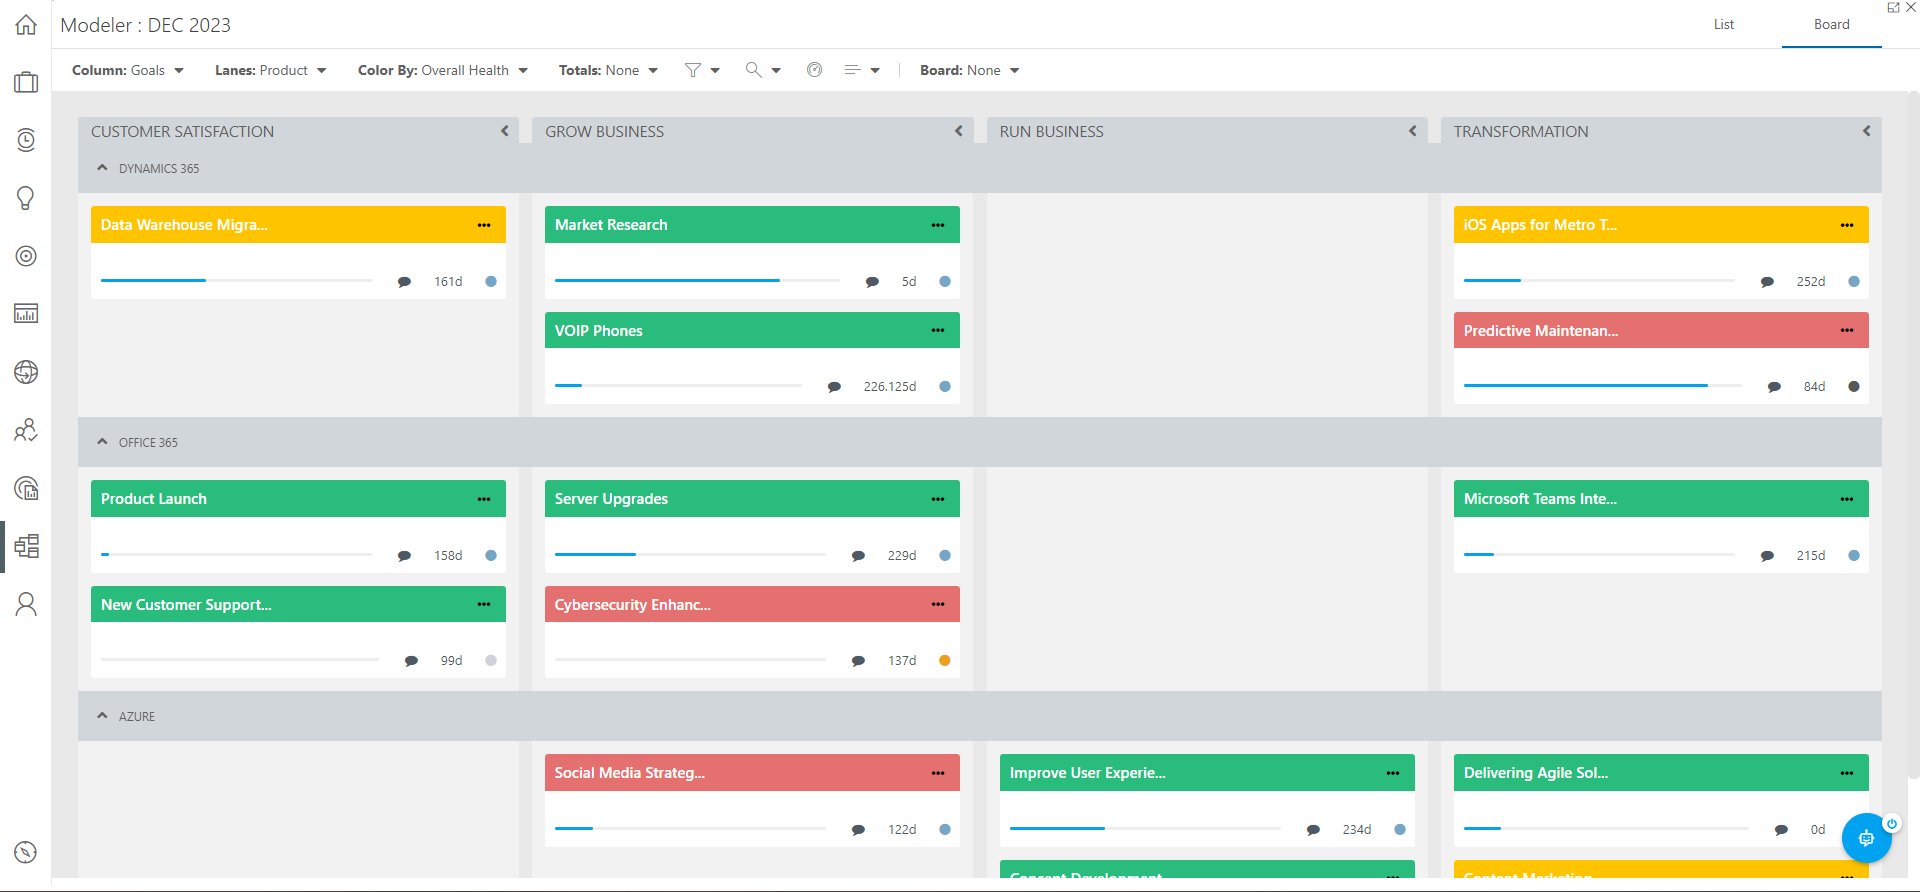 Modeler : DEC 2023
List
Board
Column: Goals
Lanes: Product
Color By: Overall Health
Totals: None
Board: None
CUSTOMER SATISFACTION
GROW BUSINESS
RUN BUSINESS
TRANSFORMATION
DYNAMICS 365
Data Warehouse Migra...
161d
Market Research
5d
iOS Apps for Metro T...
252d
VOIP Phones
226.125d
Predictive Maintenan...
84d
OFFICE 365
Product Launch
158d
Server Upgrades
229d
Microsoft Teams Inte...
215d
New Customer Support...
99d
Cybersecurity Enhanc...
137d
AZURE
Social Media Strateg...
122d
Improve User Experie...
234d
Delivering Agile Sol...
0d
Concept Development
Content Marketing